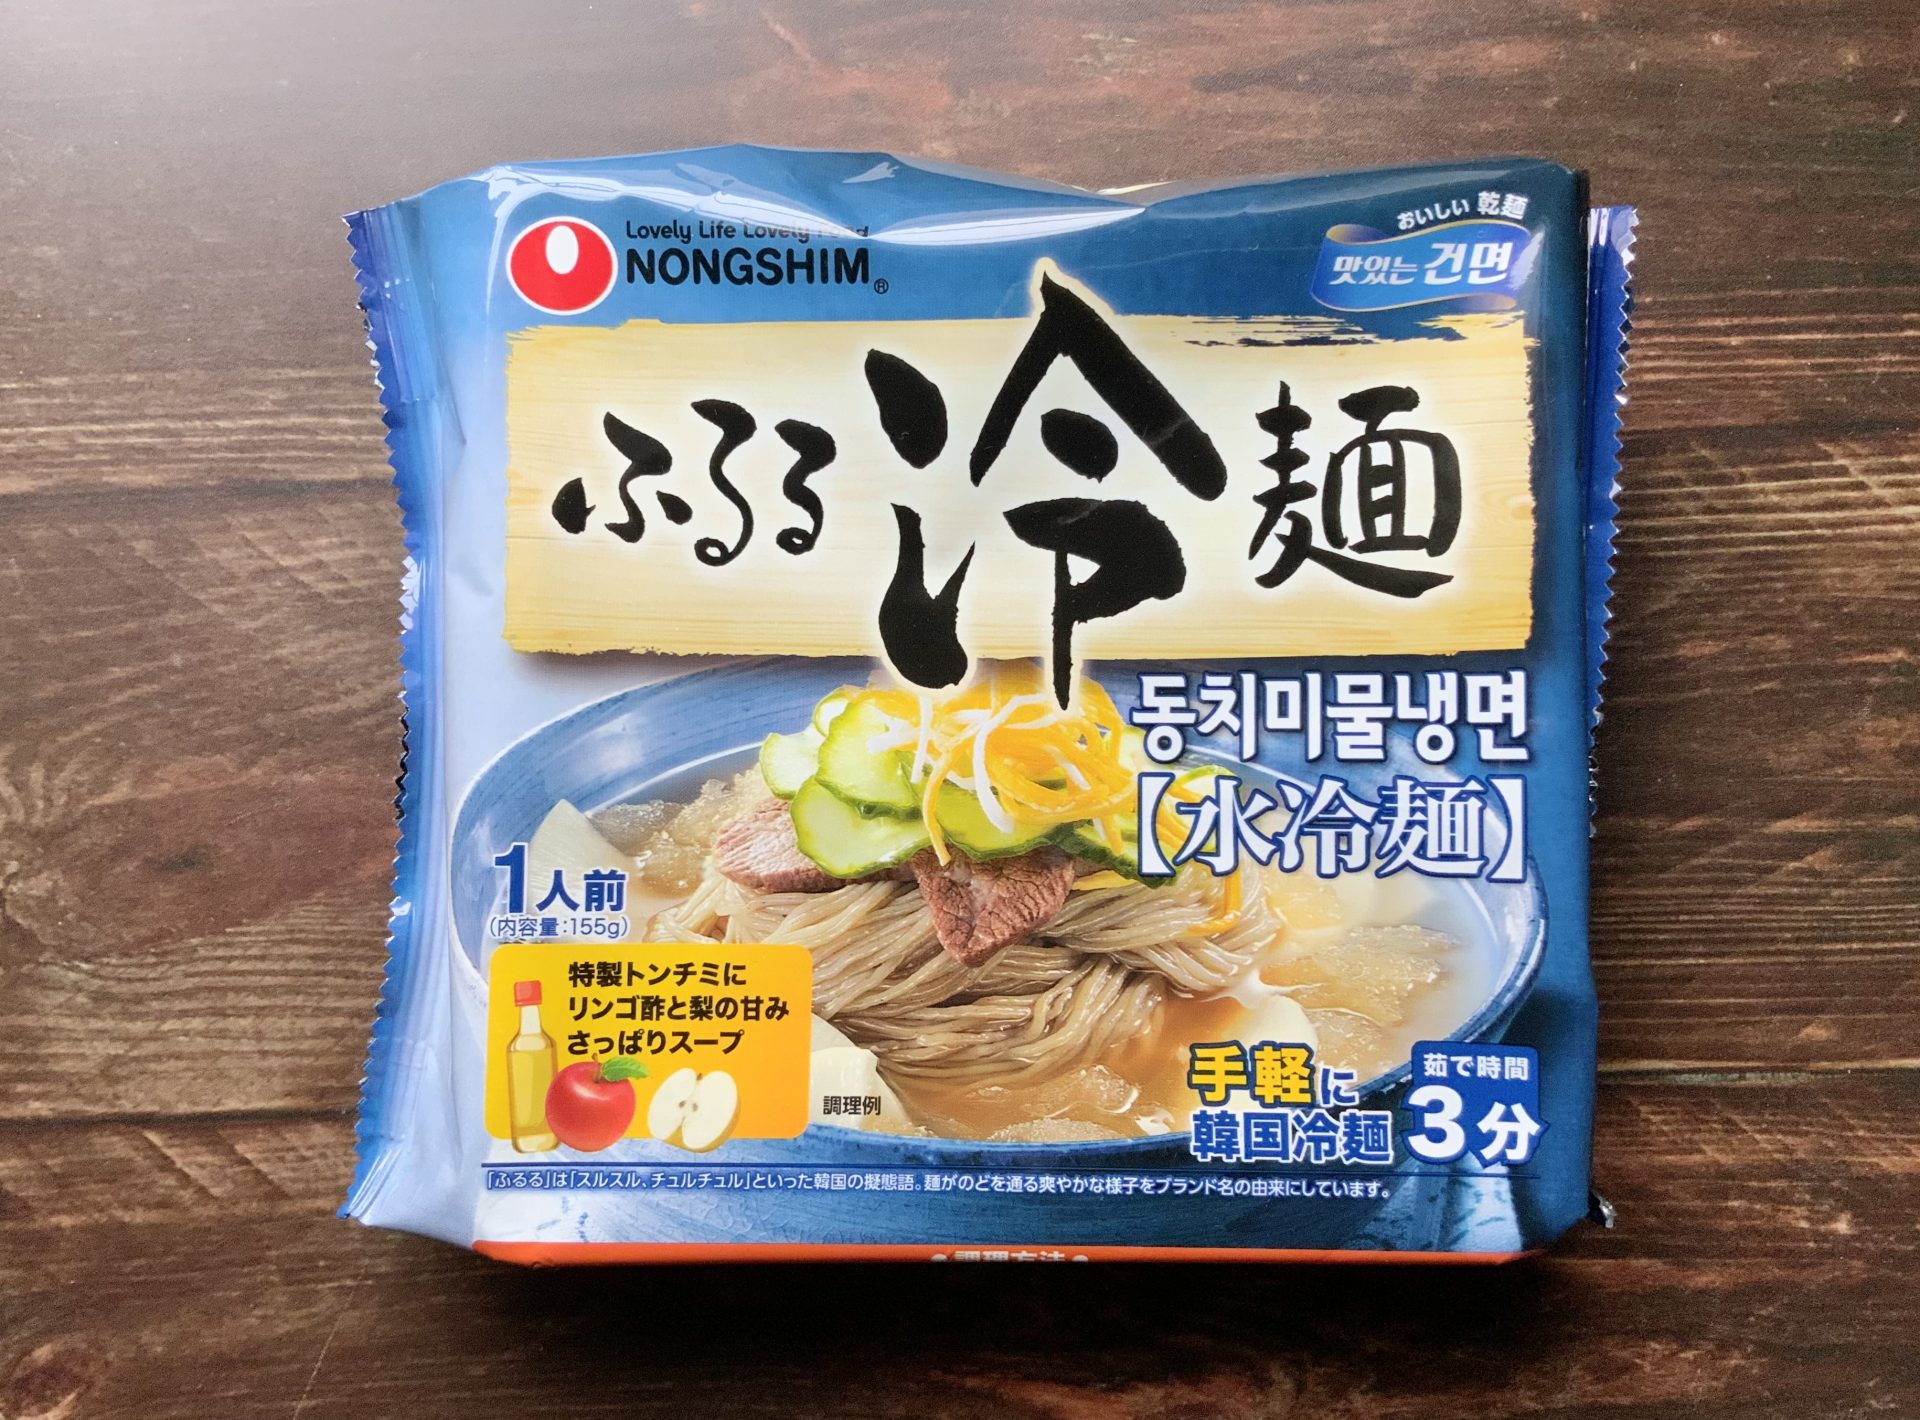 Lovely Life Lovely Food
NONGSHIM®
おいしい 乾麺
맛있는 건면
ふるる冷麺
동치미물냉면
【水冷麺】
1人前
(内容量:155g)
特製トンチミに
リンゴ酢と梨の甘み
さっぱりスープ
調理例
手軽に
韓国冷麺
茹で時間
3分
「ふるる」は「スルスル、チュルチュル」といった韓国の擬態語。麺がのどを通る爽やかな様子をブランド名の由来にしています。
●調理方法●